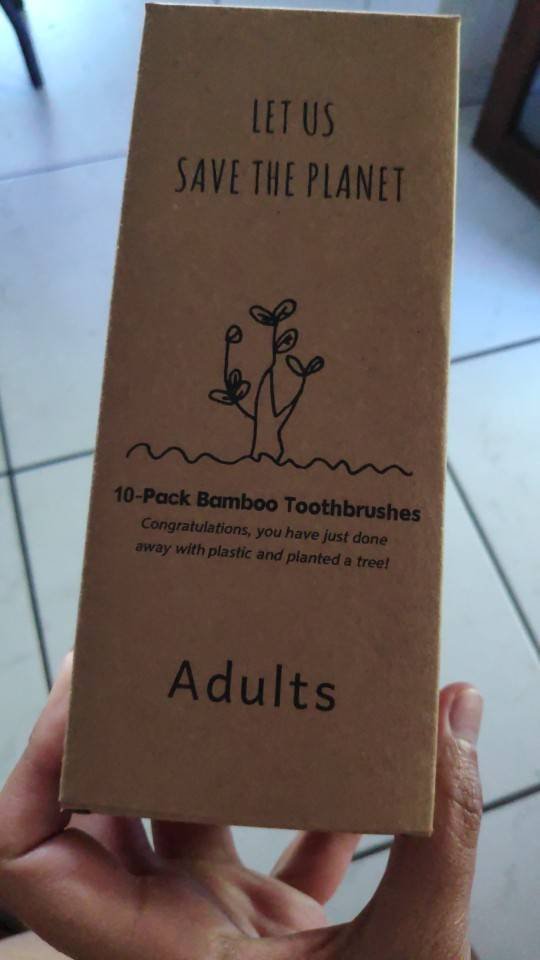 LET US
SAVE THE PLANET
10-Pack Bamboo Toothbrushes
Congratulations, you have just done
away with plastic and planted a tree!
Adults